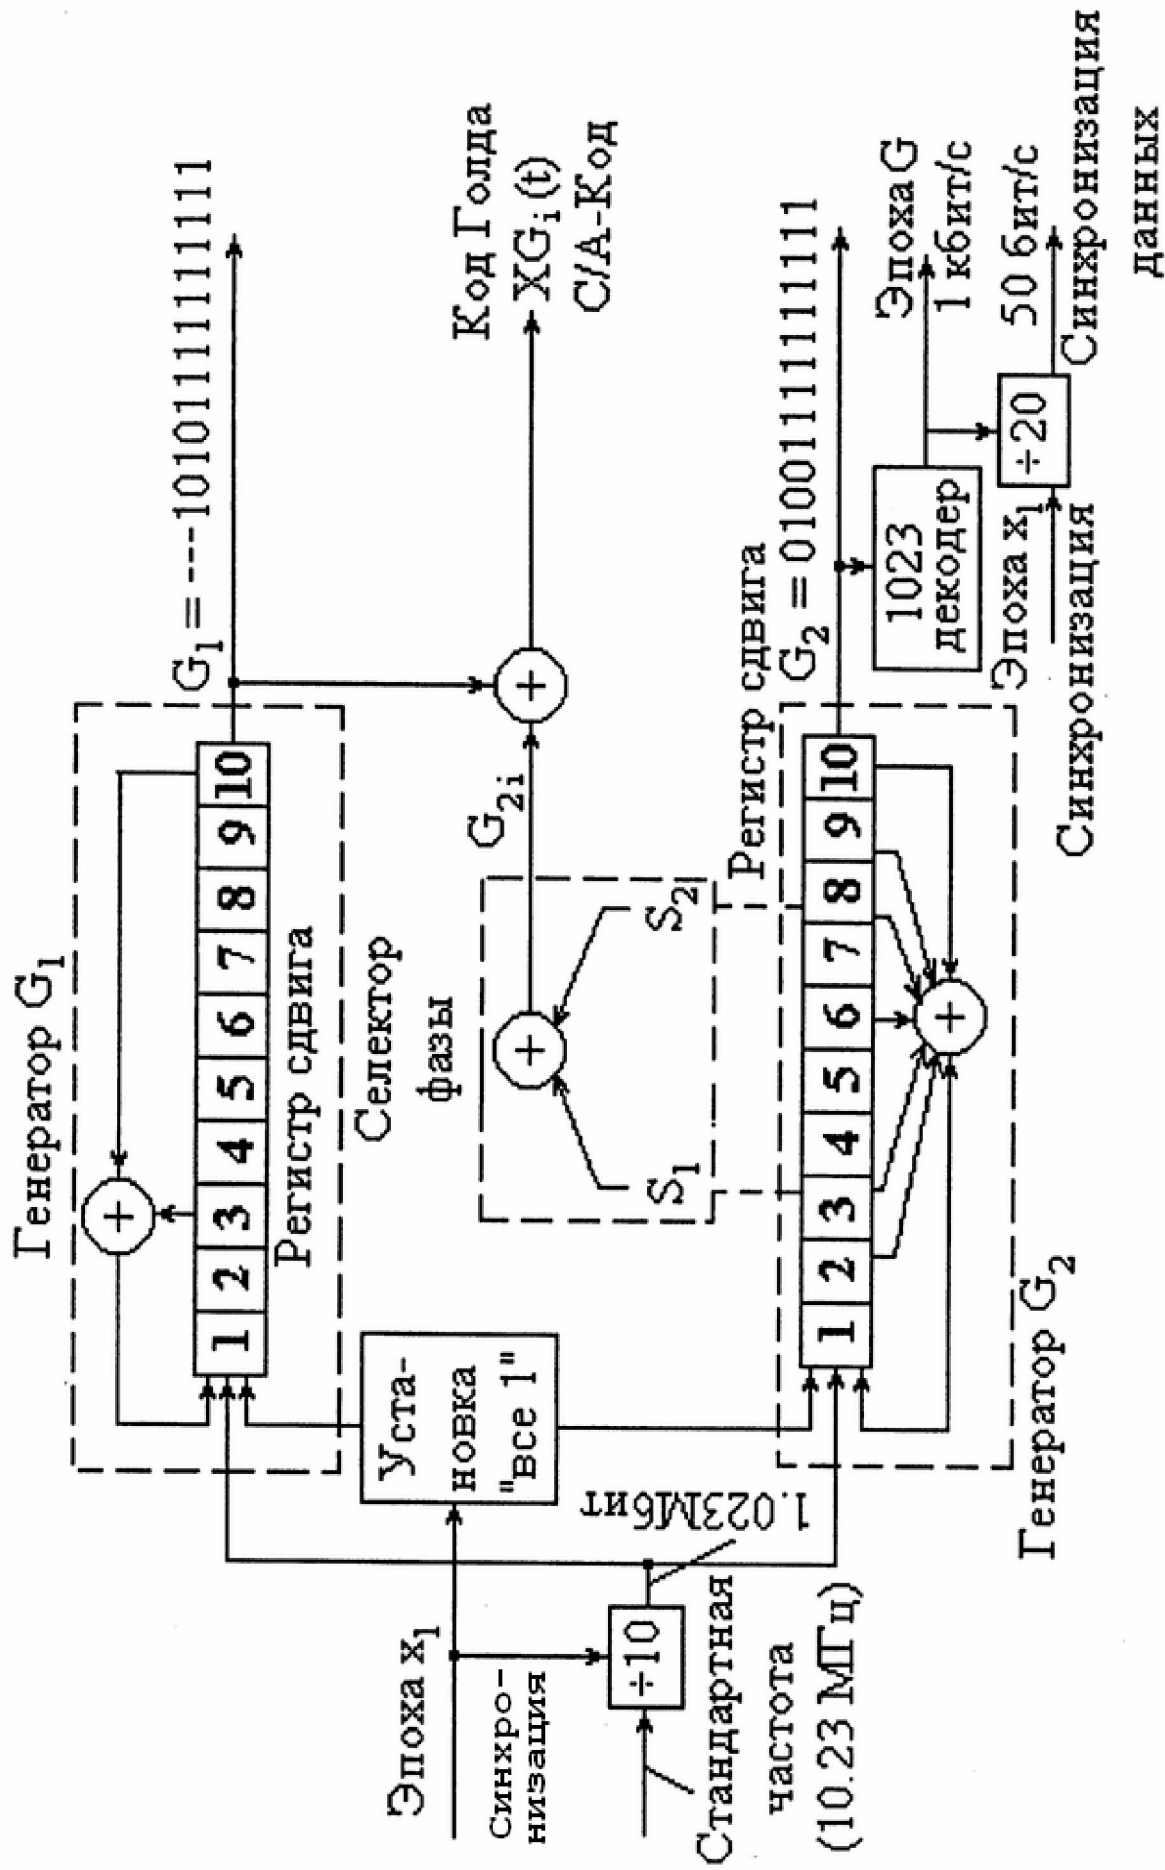 Генератор G1
1 2 3 4 5 6 7 8 9 10
Регистр сдвига
G1 = ---1010111111111
Селектор
фазы
S1
S2
G2i
Код Голда
XGi (t)
C/A-Код
Эпоха x1
Синхро-
низация
÷10
Стандартная
частота
(10.23 МГц)
1.023Мбит
Уста-
новка
"все 1"
Регистр сдвига
G2 = 0100111111111
1 2 3 4 5 6 7 8 9 10
Генератор G2
1023
декодер
Эпоха G
1 кбит/с
Эпоха x1
Синхронизация
÷20
50 бит/с
Синхронизация
данных